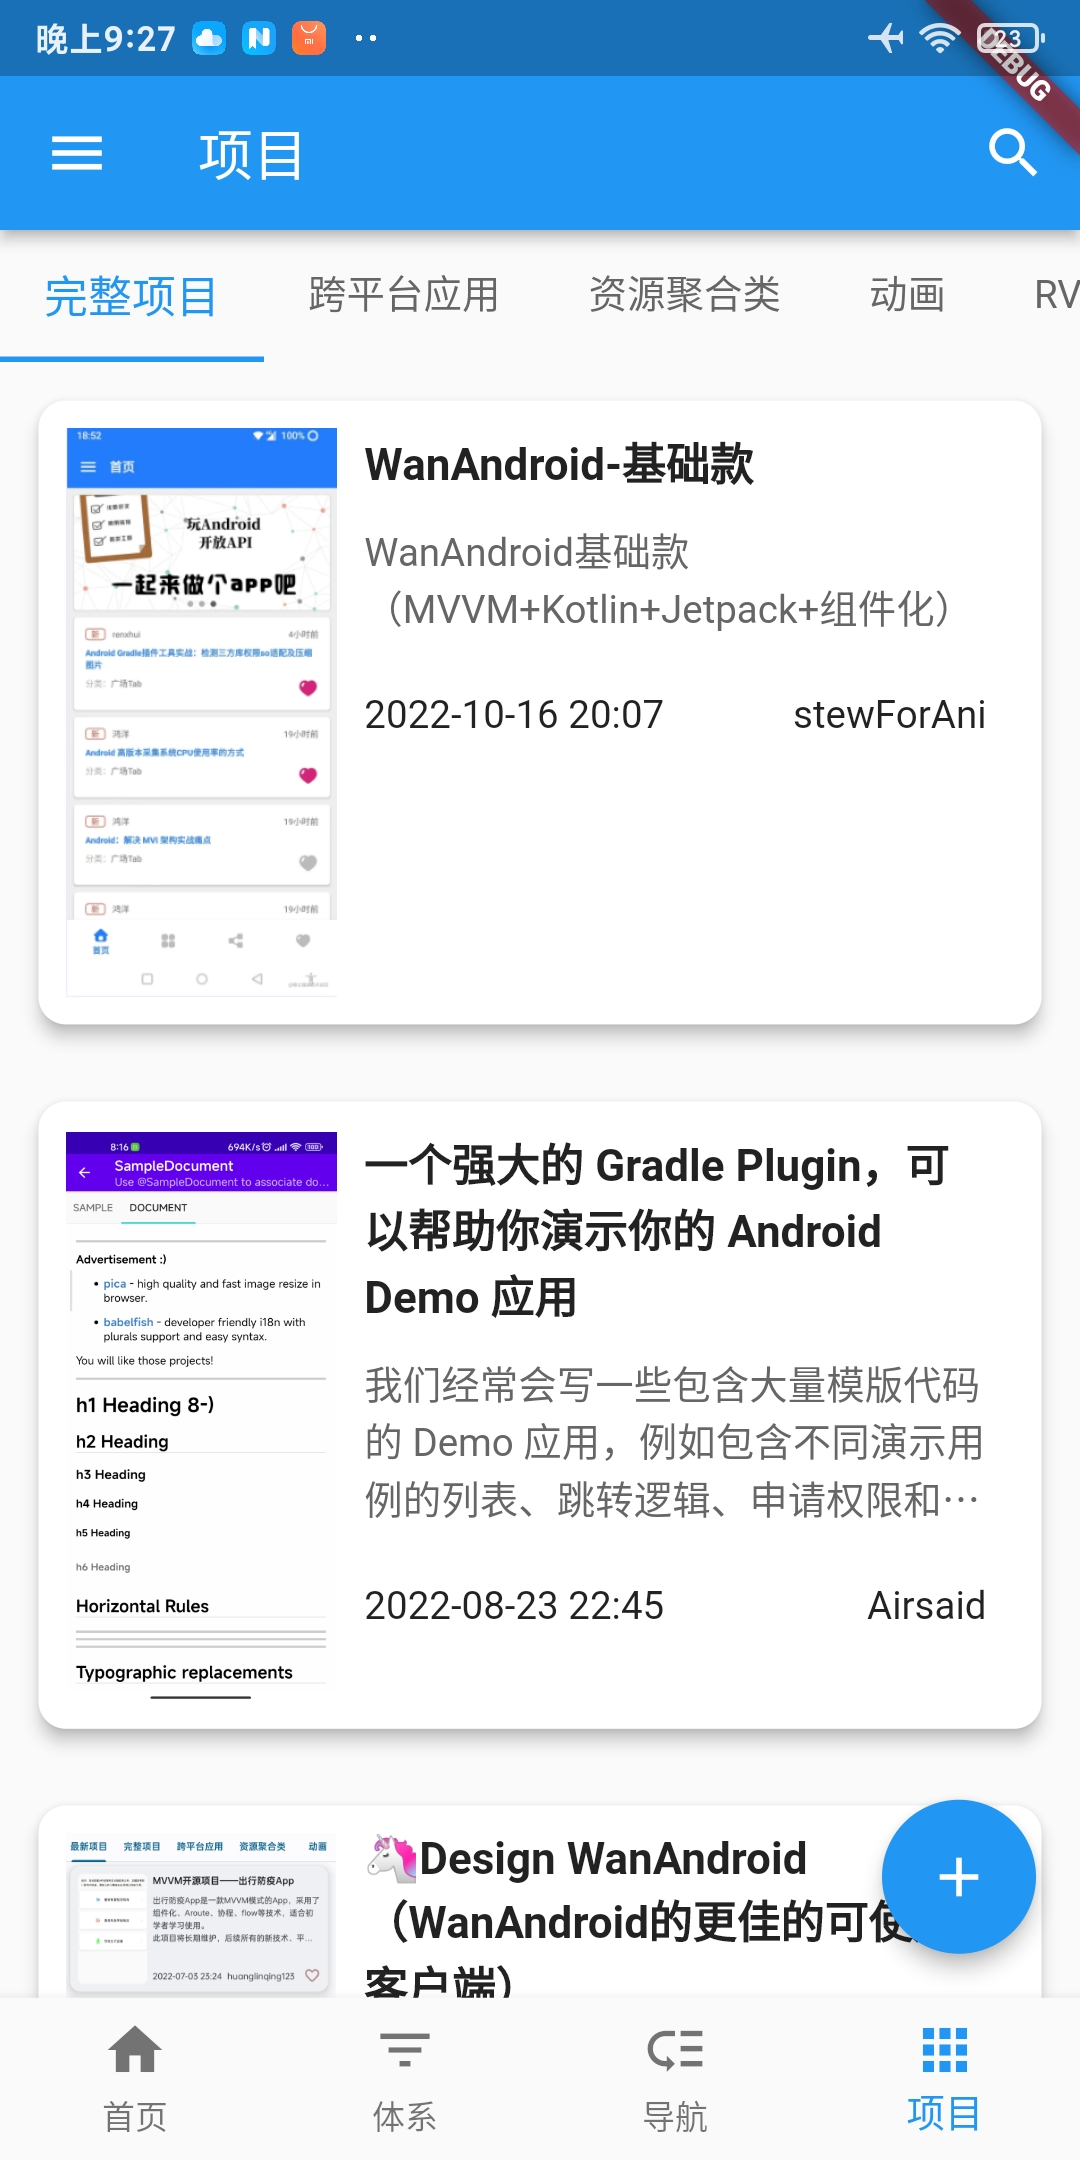 晚上9:27
23
DEBUG
项目
完整项目
跨平台应用
资源聚合类
动画
RV
18:52
100%
首页
玩Android
开放API
一起来做个app吧
新 renxhui
4小时前
Android Gradle插件工具实战：检测三方库权限so适配及压缩
图片
分类：广场Tab
新 鸿洋
19小时前
Android 高版本采集系统CPU使用率的方式
分类：广场Tab
新 鸿洋
19小时前
Android：解决 MVI 架构实战痛点
分类：广场Tab
新 鸿洋
19小时前
首页
WanAndroid-基础款
WanAndroid基础款
（MVVM+Kotlin+Jetpack+组件化）
2022-10-16 20:07
stewForAni
8:16
694K/s
100
SampleDocument
Use @SampleDocument to associate do...
SAMPLE
DOCUMENT
Advertisement :)
• pica - high quality and fast image resize in
browser.
• babelfish - developer friendly i18n with
plurals support and easy syntax.
You will like those projects!
h1 Heading 8-)
h2 Heading
h3 Heading
h4 Heading
h5 Heading
h6 Heading
Horizontal Rules
Typographic replacements
一个强大的 Gradle Plugin，可
以帮助你演示你的 Android
Demo 应用
我们经常会写一些包含大量模版代码
的 Demo 应用，例如包含不同演示用
例的列表、跳转逻辑、申请权限和…
2022-08-23 22:45
Airsaid
最新项目
完整项目
跨平台应用
资源聚合类
动画
MVVM开源项目——出行防疫App
出行防疫App是一款MVVM模式的App，采用了
组件化、Aroute、协程、flow等技术，适合初
学者学习使用。
此项目将长期维护，后续所有的新技术、平...
2022-07-03 23:24 huanglinqing123
🦄Design WanAndroid
（WanAndroid的更佳的可使
客户端）
首页
体系
导航
项目